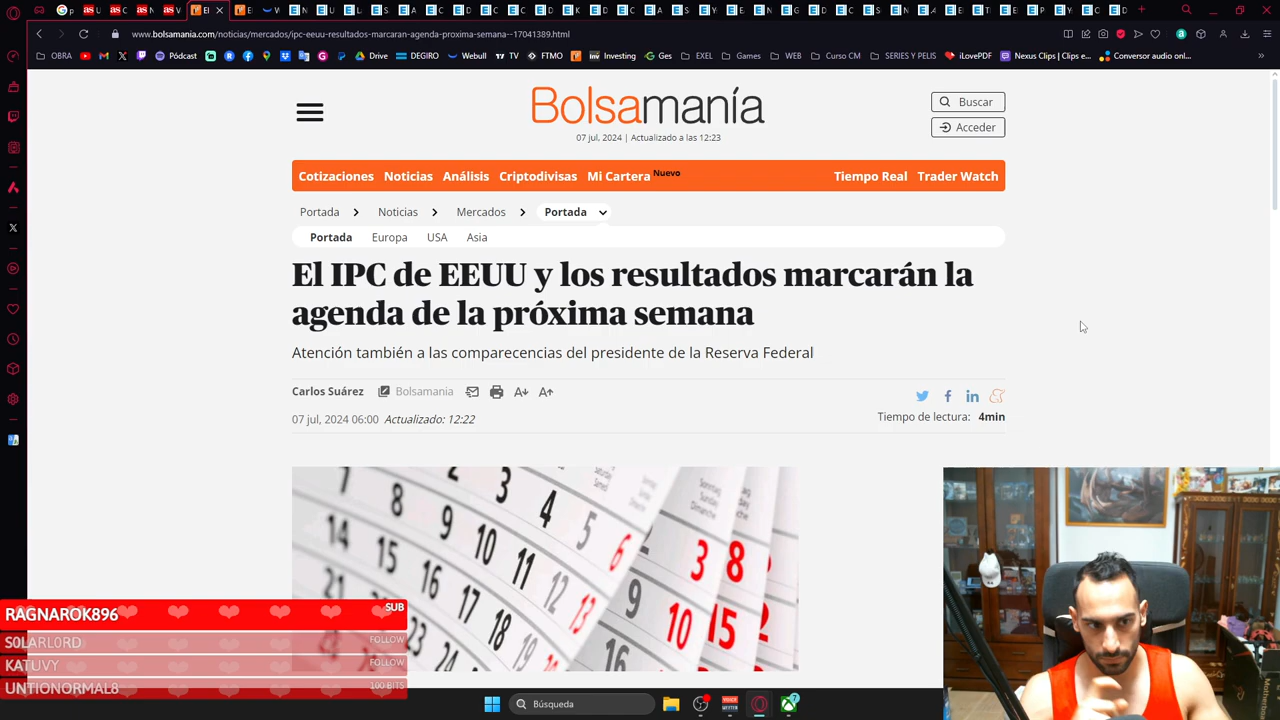 www.bolsamania.com/noticias/mercados/ipc-eeuu-resultados-marcaran-agenda-proxima-semana--17041389.html
OBRA
Pódcast
Drive
DEGIRO
Webull
TV
FTMO
Investing
Ges
EXEL
Games
WEB
Curso CM
SERIES Y PELIS
iLovePDF
Nexus Clips | Clips e...
Conversor audio onl...
Bolsamanía
07 jul, 2024 | Actualizado a las 12:23
Buscar
Acceder
Cotizaciones Noticias Análisis Criptodivisas Mi Cartera Nuevo Tiempo Real Trader Watch
Portada > Noticias > Mercados > Portada
Portada Europa USA Asia
El IPC de EEUU y los resultados marcarán la
agenda de la próxima semana
Atención también a las comparecencias del presidente de la Reserva Federal
Carlos Suárez Bolsamania
07 jul, 2024 06:00 Actualizado: 12:22
Tiempo de lectura: 4min
RAGNAROK896 SUB
S0LARL0RD FOLLOW
KATUVY FOLLOW
UNTIONORMAL8 100 BITS
Búsqueda